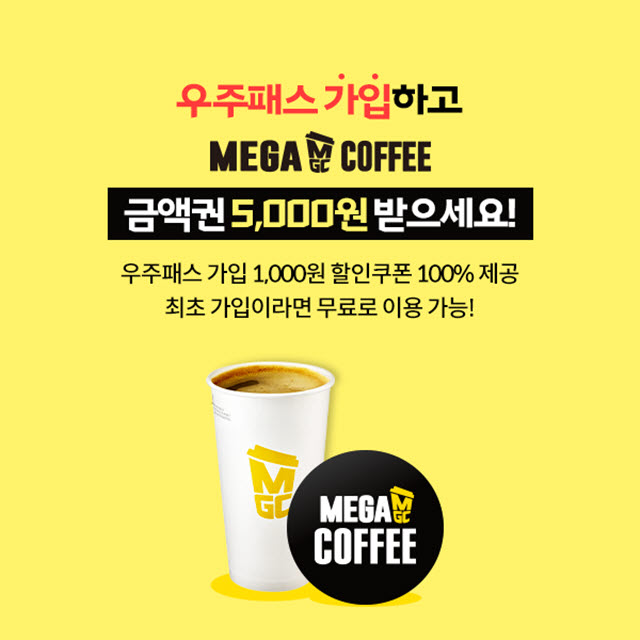 우주패스 가입하고
MEGA MGC COFFEE
금액권 5,000원 받으세요!
우주패스 가입 1,000원 할인쿠폰 100% 제공
최초 가입이라면 무료로 이용 가능!
M
GC
MEGA MGC
COFFEE